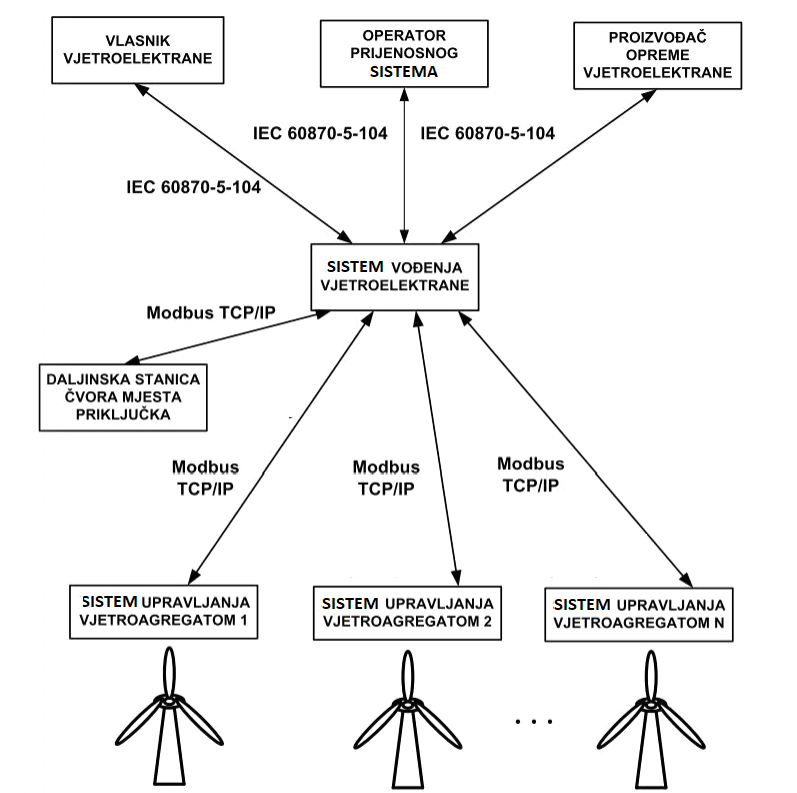 VLASNIK
VJETROELEKTRANE
OPERATOR
PRIJENOSNOG
SISTEMA
PROIZVOĐAČ
OPREME
VJETROELEKTRANE
IEC 60870-5-104
IEC 60870-5-104
IEC 60870-5-104
SISTEM VOĐENJA
VJETROELEKTRANE
Modbus TCP/IP
DALJINSKA STANICA
ČVORA MJESTA
PRIKLJUČKA
Modbus
TCP/IP
Modbus
TCP/IP
Modbus
TCP/IP
SISTEM UPRAVLJANJA
VJETROAGREGATOM 1
SISTEM UPRAVLJANJA
VJETROAGREGATOM 2
SISTEM UPRAVLJANJA
VJETROAGREGATOM N
. . .